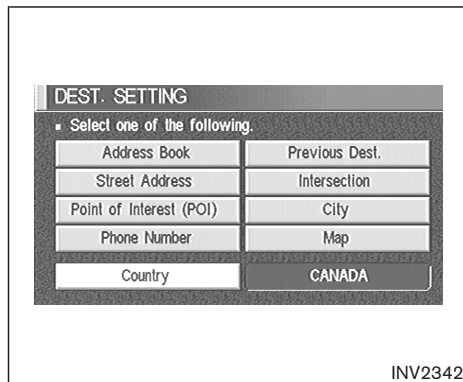 DEST. SETTING
▪ Select one of the following.
Address Book Previous Dest.
Street Address Intersection
Point of Interest (POI) City
Phone Number Map
Country CANADA
INV2342